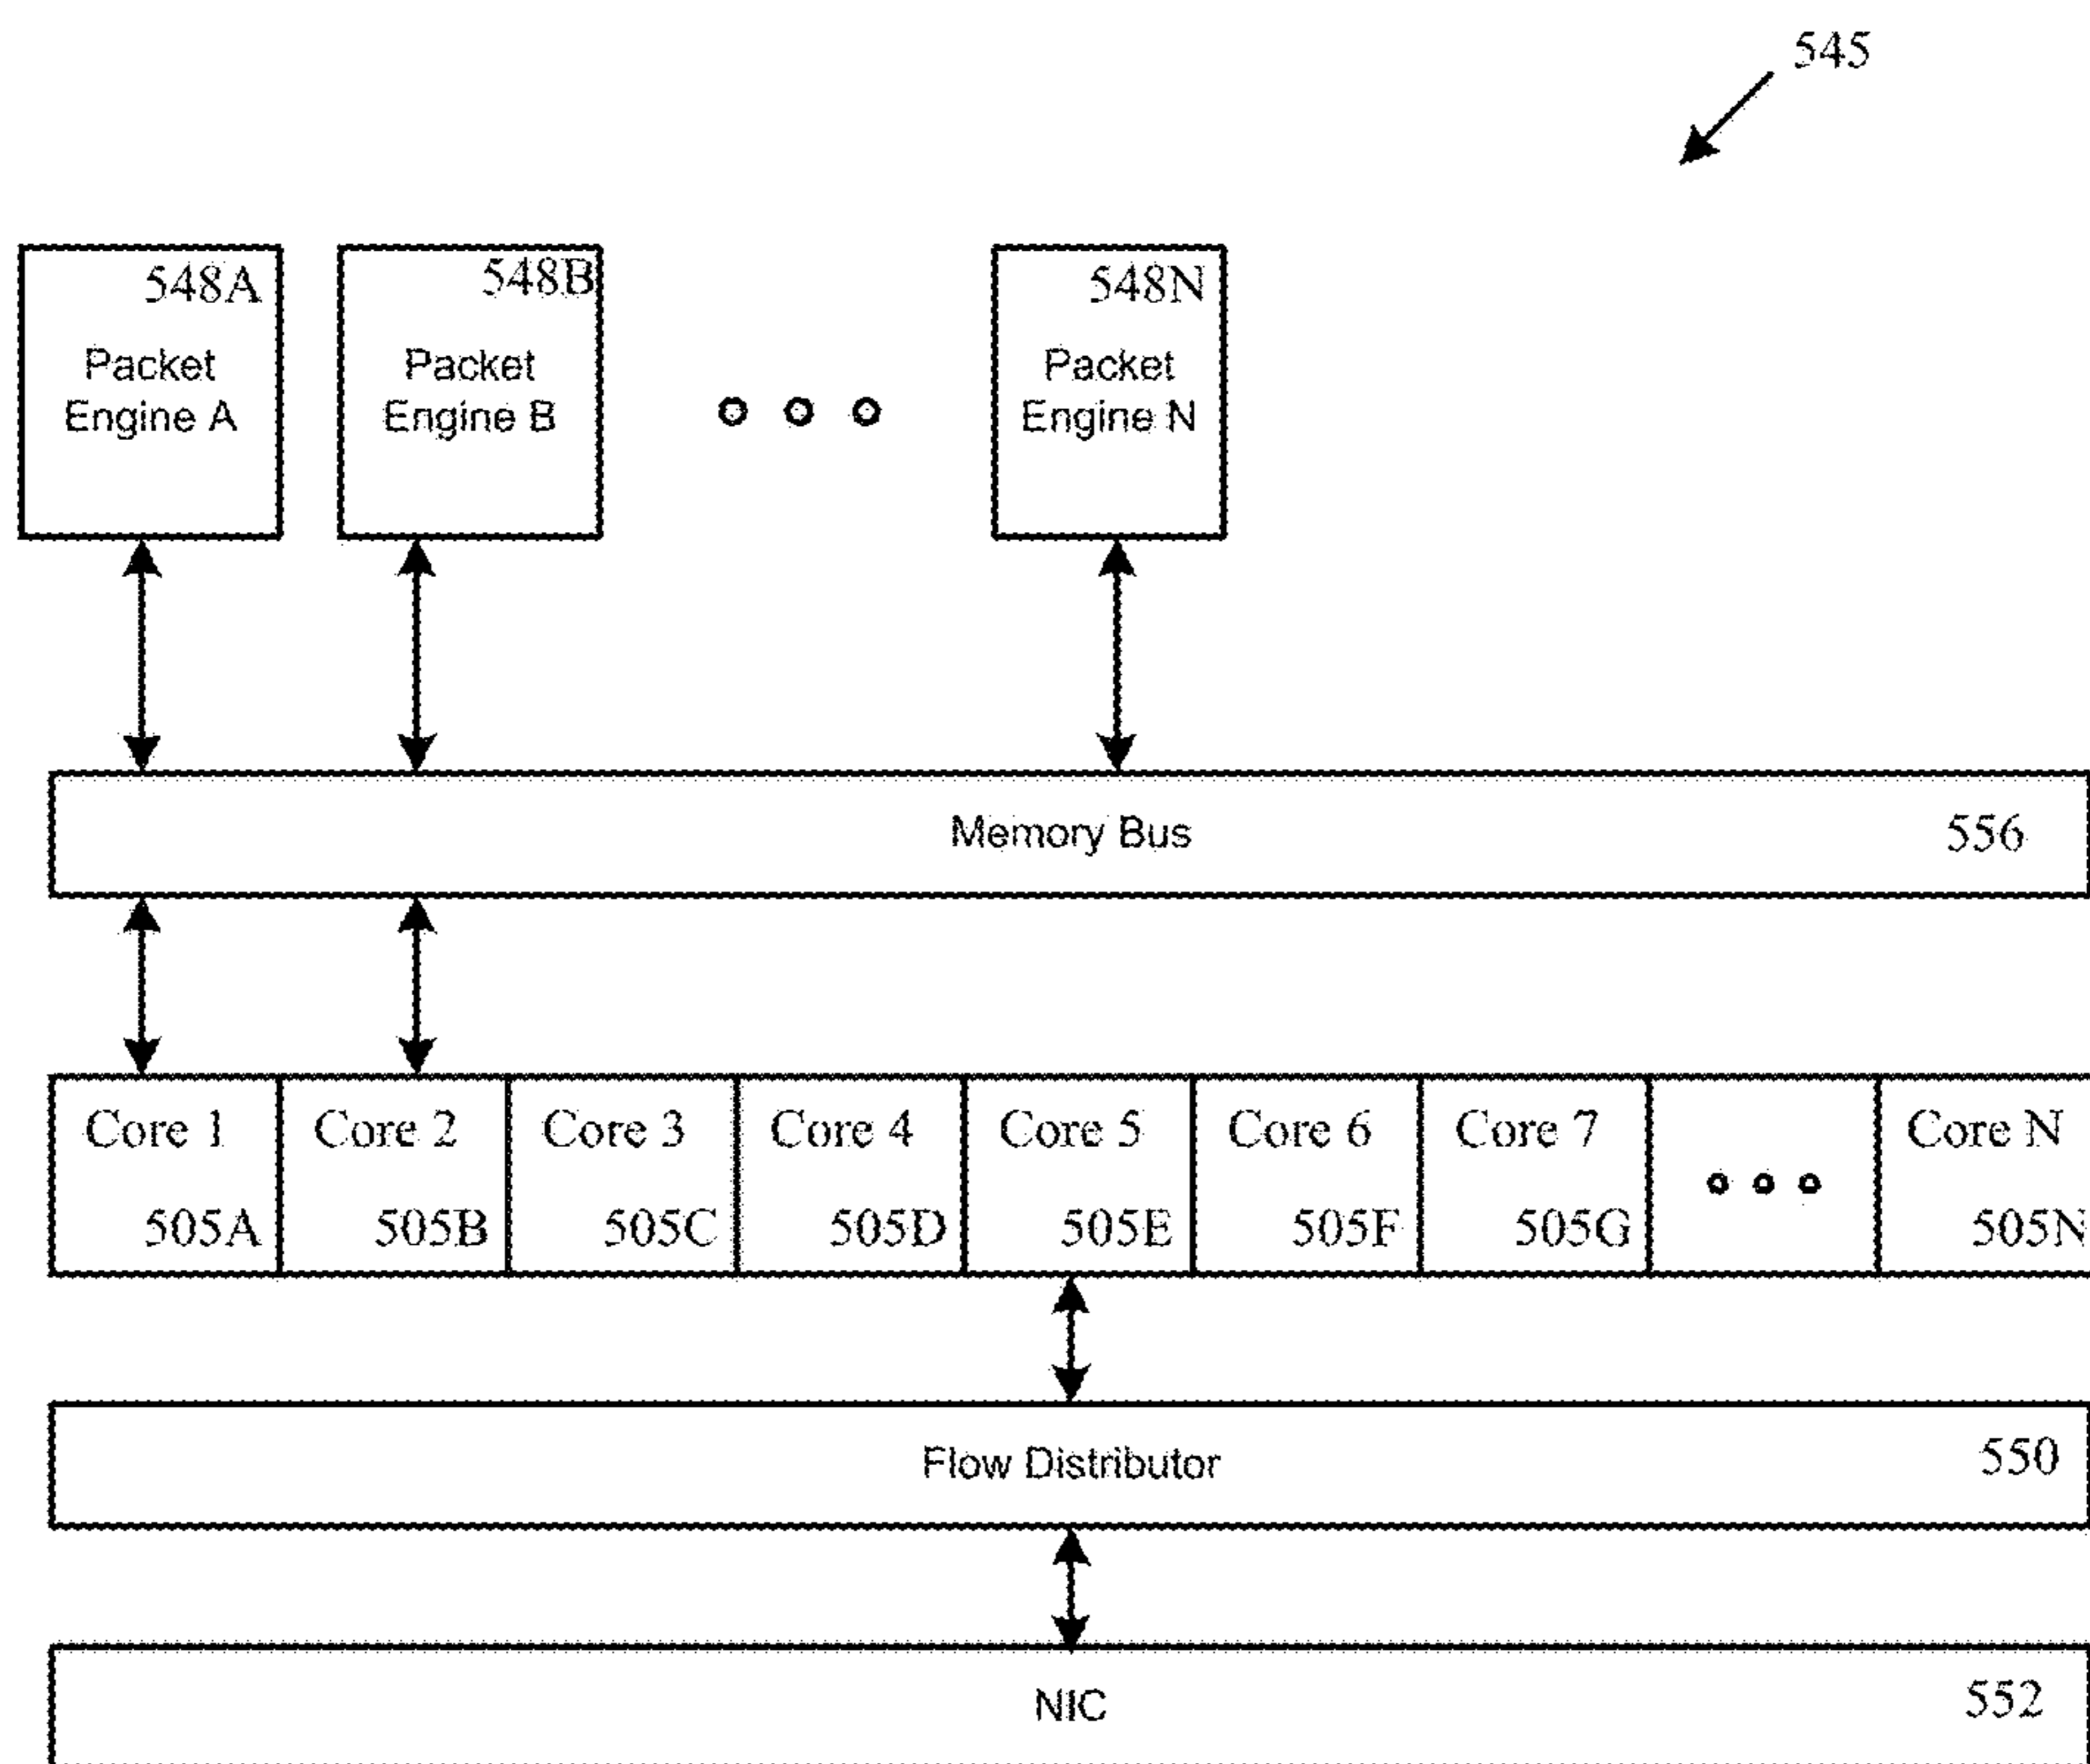 545
548A
Packet
Engine A
548B
Packet
Engine B
548N
Packet
Engine N
Memory Bus
556
Core 1
505A
Core 2
505B
Core 3
505C
Core 4
505D
Core 5
505E
Core 6
505F
Core 7
505G
Core N
505N
Flow Distributor
550
NIC
552